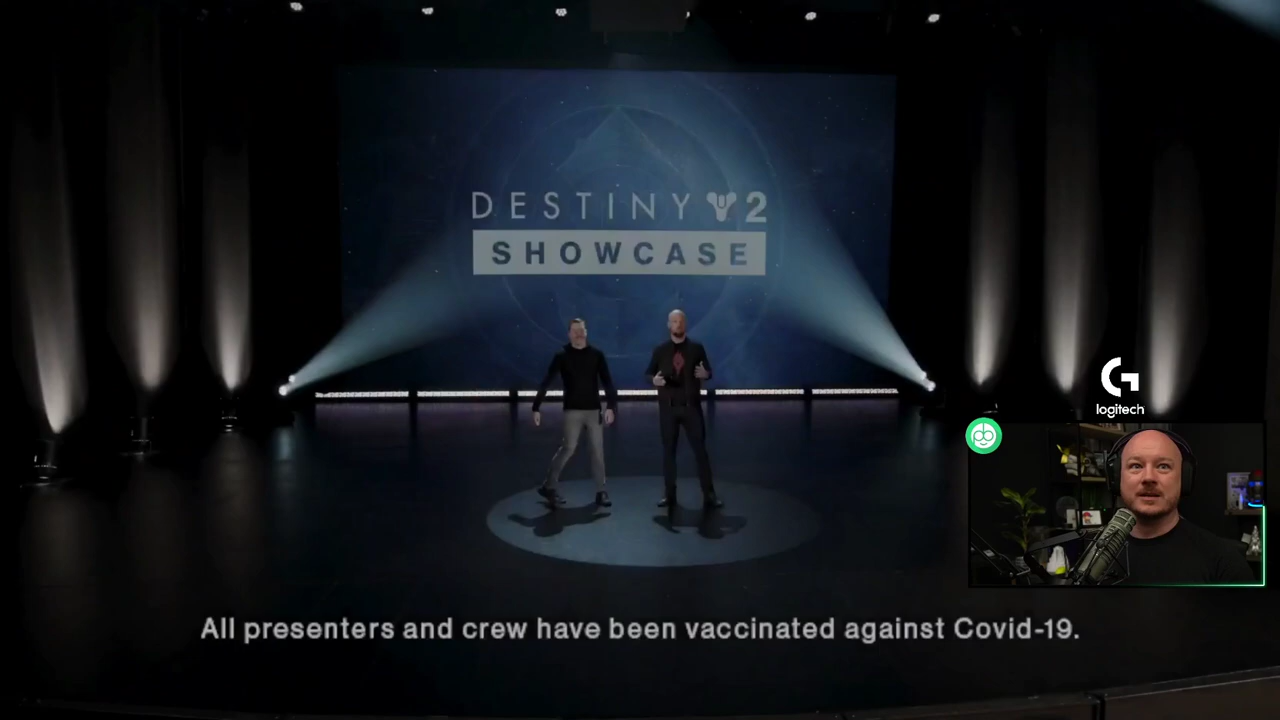 DESTINY 2
SHOWCASE
logitech
All presenters and crew have been vaccinated against Covid-19.